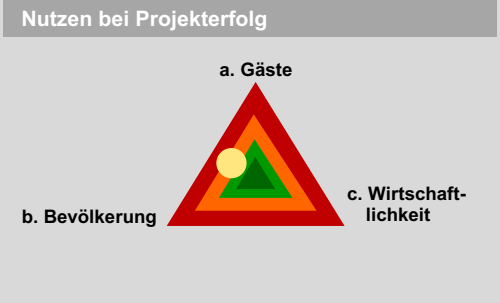 Nutzen bei Projekterfolg
a. Gäste
b. Bevölkerung
c. Wirtschaft-
lichkeit